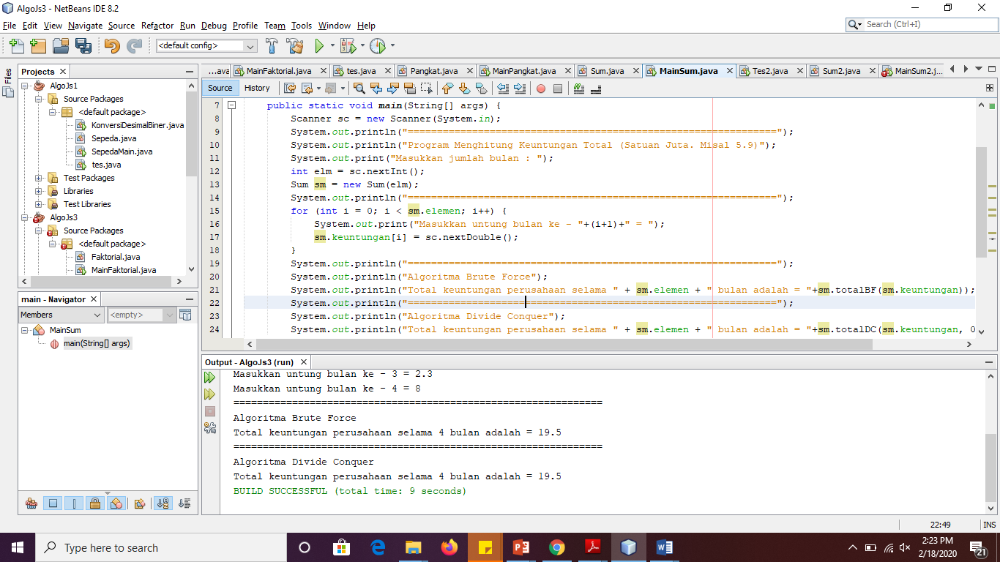 AlgoJs3 - NetBeans IDE 8.2
File Edit View Navigate Source Refactor Run Debug Profile Team Tools Window Help
Search (Ctrl+I)
<default config>
Files
Projects
AlgoJs1
Source Packages
<default package>
KonversiDesimalBiner.java
Sepeda.java
SepedaMain.java
tes.java
Test Packages
Libraries
Test Libraries
AlgoJs3
Source Packages
<default package>
Faktorial.java
MainFaktorial.java
main - Navigator
Members
<empty>
MainSum
main(String[] args)
...ava MainFaktorial.java tes.java Pangkat.java MainPangkat.java Sum.java MainSum.java Tes2.java Sum2.java MainSum2.j...
Source History
7 public static void main(String[] args) {
8 Scanner sc = new Scanner(System.in);
9 System.out.println("===============================================================");
10 System.out.println("Program Menghitung Keuntungan Total (Satuan Juta. Misal 5.9)");
11 System.out.print("Masukkan jumlah bulan : ");
12 int elm = sc.nextInt();
13 Sum sm = new Sum(elm);
14 System.out.println("===============================================================");
15 for (int i = 0; i < sm.elemen; i++) {
16 System.out.print("Masukkan untung bulan ke - "+(i+1)+" = ");
17 sm.keuntungan[i] = sc.nextDouble();
18 }
19 System.out.println("===============================================================");
20 System.out.println("Algoritma Brute Force");
21 System.out.println("Total keuntungan perusahaan selama " + sm.elemen + " bulan adalah = "+sm.totalBF(sm.keuntungan));
22 System.out.println("===============================================================");
23 System.out.println("Algoritma Divide Conquer");
24 System.out.println("Total keuntungan perusahaan selama " + sm.elemen + " bulan adalah = "+sm.totalDC(sm.keuntungan, 0
Output - AlgoJs3 (run)
Masukkan untung bulan ke - 3 = 2.3
Masukkan untung bulan ke - 4 = 8
===============================================================
Algoritma Brute Force
Total keuntungan perusahaan selama 4 bulan adalah = 19.5
===============================================================
Algoritma Divide Conquer
Total keuntungan perusahaan selama 4 bulan adalah = 19.5
BUILD SUCCESSFUL (total time: 9 seconds)
22:49 INS
Type here to search
2:23 PM
2/18/2020
21